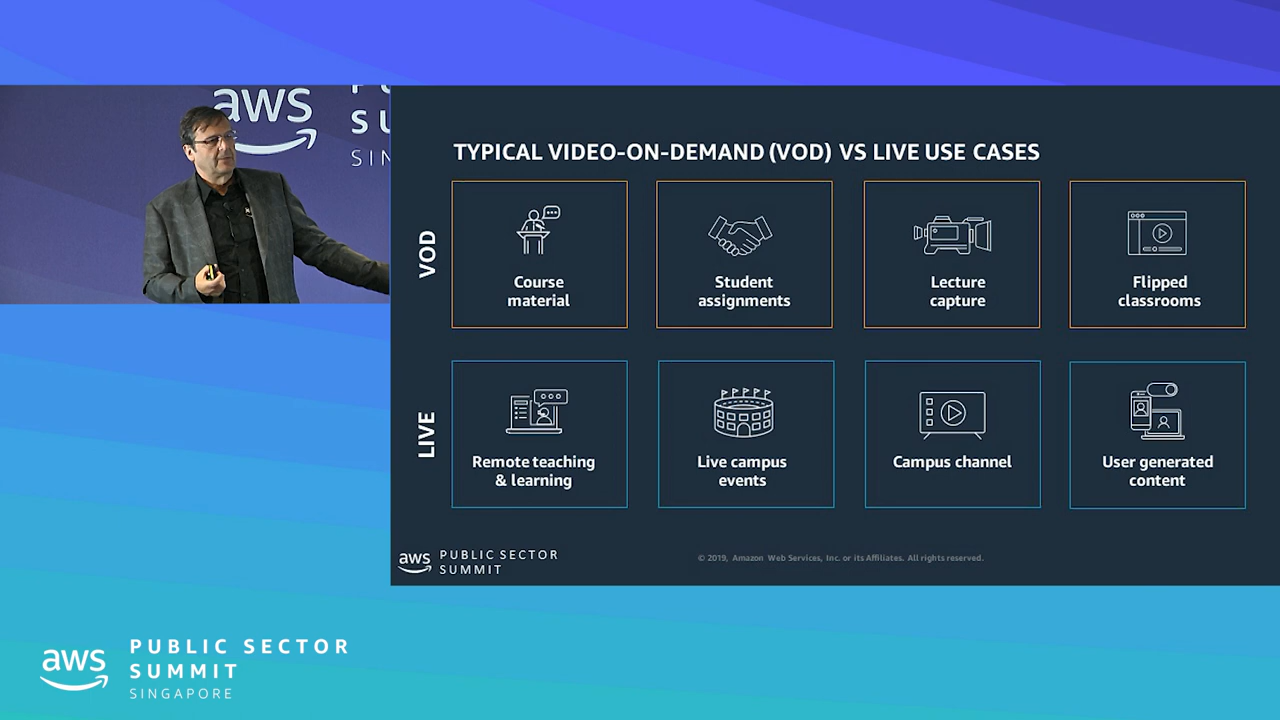 aws
SIN
TYPICAL VIDEO-ON-DEMAND (VOD) VS LIVE USE CASES
VOD
Course
material
Student
assignments
Lecture
capture
Flipped
classrooms
LIVE
Remote teaching
& learning
Live campus
events
Campus channel
User generated
content
aws PUBLIC SECTOR
SUMMIT
© 2019, Amazon Web Services, Inc. or its Affiliates. All rights reserved.
aws PUBLIC SECTOR
SUMMIT
SINGAPORE